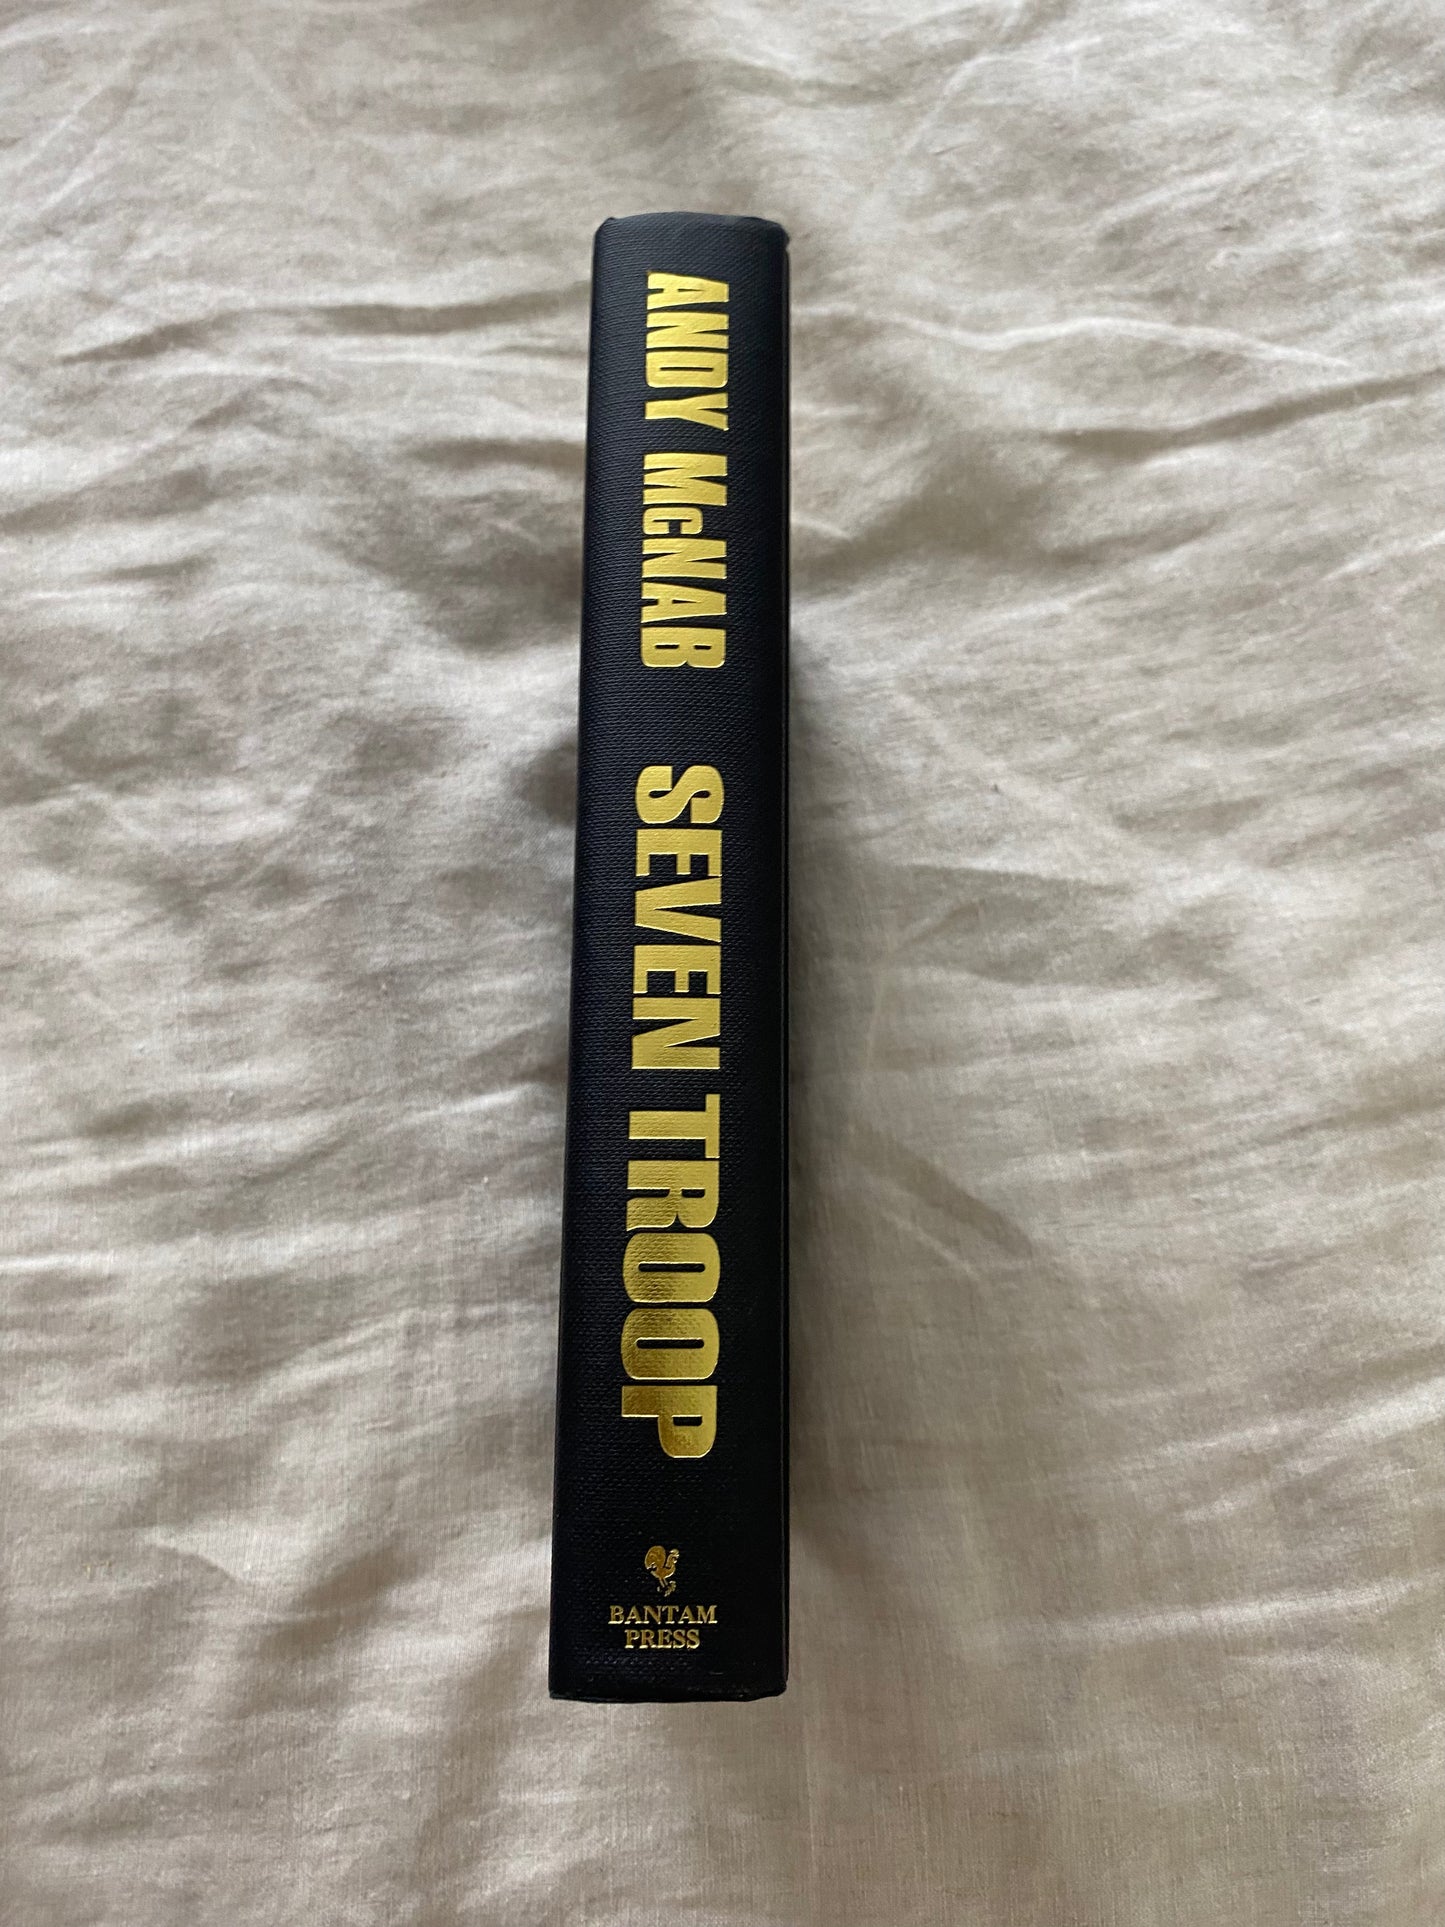 ANDY McNAB
SEVEN TROOP
BANTAM
PRESS